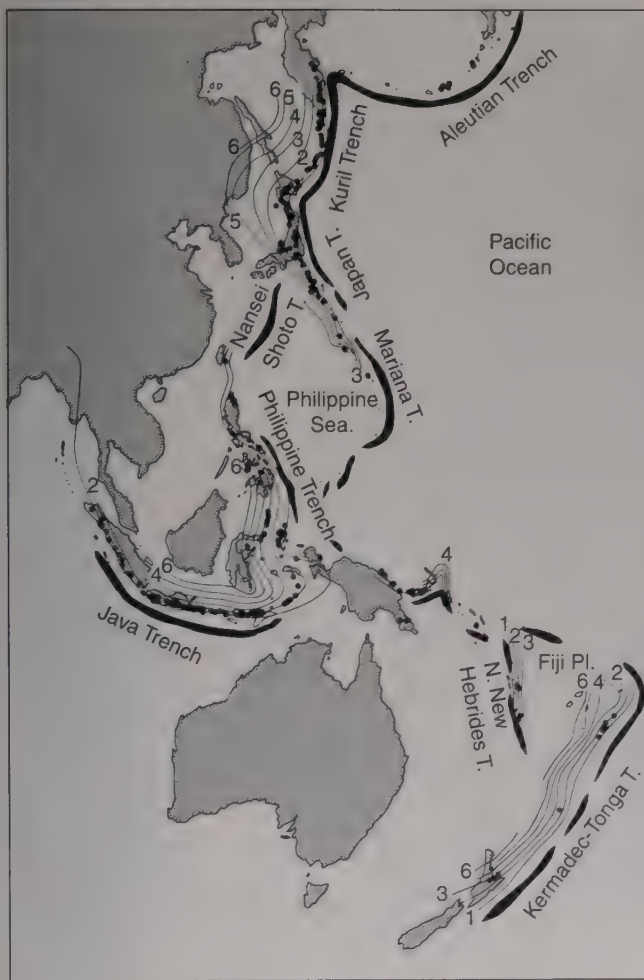 Aleutian Trench
6
5
4
3
2
6
5
Kuril Trench
Japan T.
Pacific
Ocean
Nansei
Shoto T.
Mariana T.
3
Philippine
Sea.
Philippine Trench
6
2
4
6
Java Trench
4
1
2
3
Fiji Pl.
6
4
2
N. New
Hebrides T.
Kermadec-Tonga T.
6
3
1